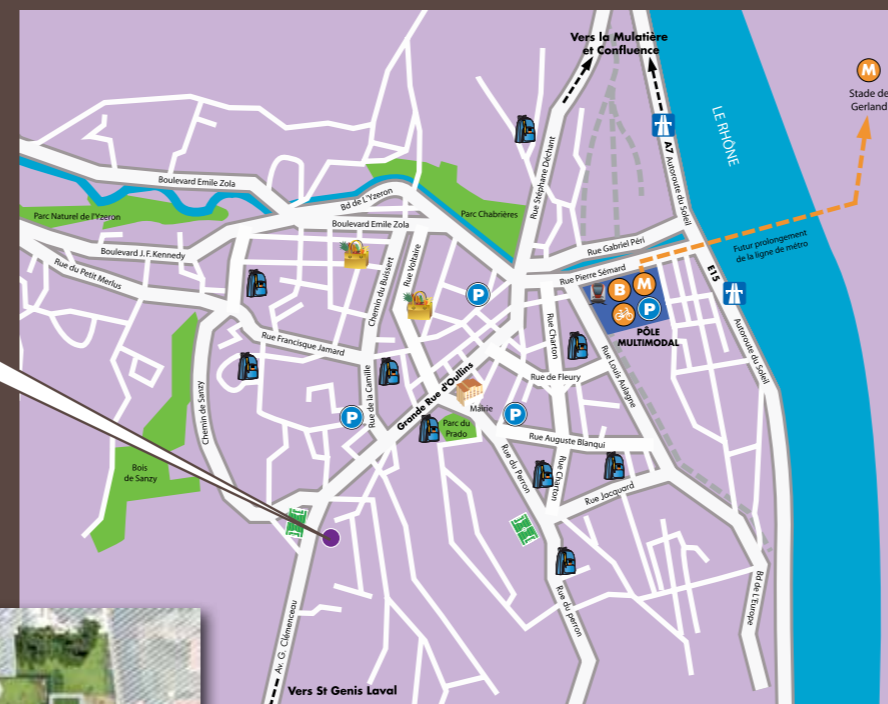 Vers la Mulatière
et Confluence
M
Stade de
Gerland
LE RHÔNE
A7
Autoroute du Soleil
Rue Stéphane Déchant
Boulevard Emile Zola
Bd de L'Yzeron
Parc Naturel de l'Yzeron
Boulevard Emile Zola
Parc Chabrières
Boulevard J.F. Kennedy
Rue Gabriel Péri
Futur prolongement
de la ligne de métro
Rue du Petit Merlus
Chemin du Buissert
Rue Voltaire
Rue Pierre Sémard
E15
P
B
M
P
PÔLE
MULTIMODAL
Rue Francisque Jamard
Rue Charton
Rue Louis Aulagne
Autoroute du Soleil
Chemin de Sanzy
Rue de la Camille
Grande Rue d'Oullins
Rue de Fleury
Mairie
P
P
Parc du
Prado
Rue Auguste Blanqui
Bois
de Sanzy
Rue du Perron
Rue Charton
Rue Jacquard
Rue du perron
Bd de L'Europe
Av. G. Clémenceau
Vers St Genis Laval